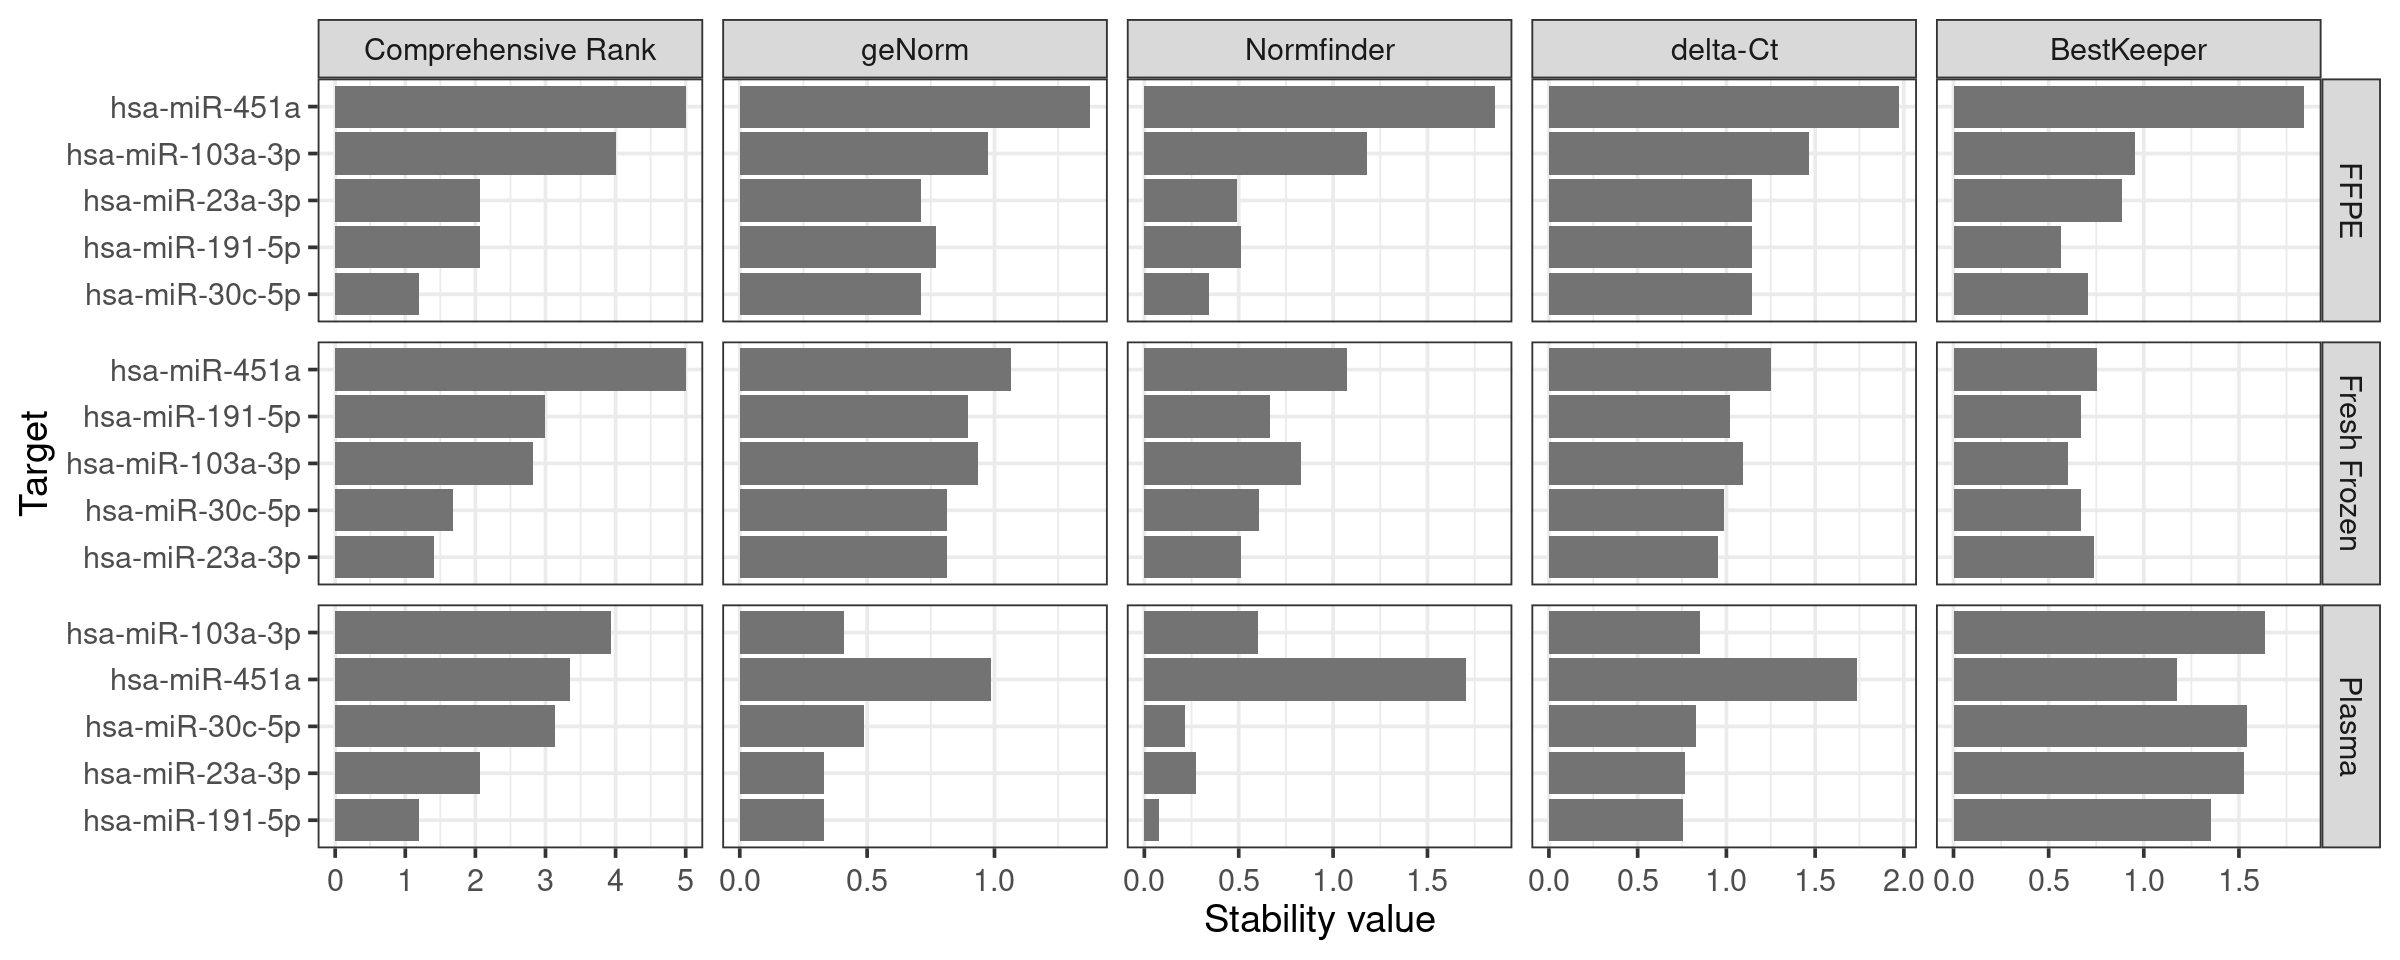 Comprehensive Rank geNorm Normfinder delta-Ct BestKeeper
hsa-miR-451a
hsa-miR-103a-3p
hsa-miR-23a-3p
hsa-miR-191-5p
hsa-miR-30c-5p
FFPE
hsa-miR-451a
hsa-miR-191-5p
hsa-miR-103a-3p
hsa-miR-30c-5p
hsa-miR-23a-3p
Fresh Frozen
Target
hsa-miR-103a-3p
hsa-miR-451a
hsa-miR-30c-5p
hsa-miR-23a-3p
hsa-miR-191-5p
Plasma
0 1 2 3 4 5 0.0 0.5 1.0 0.0 0.5 1.0 1.5 0.0 0.5 1.0 1.5 2.0 0.0 0.5 1.0 1.5
Stability value